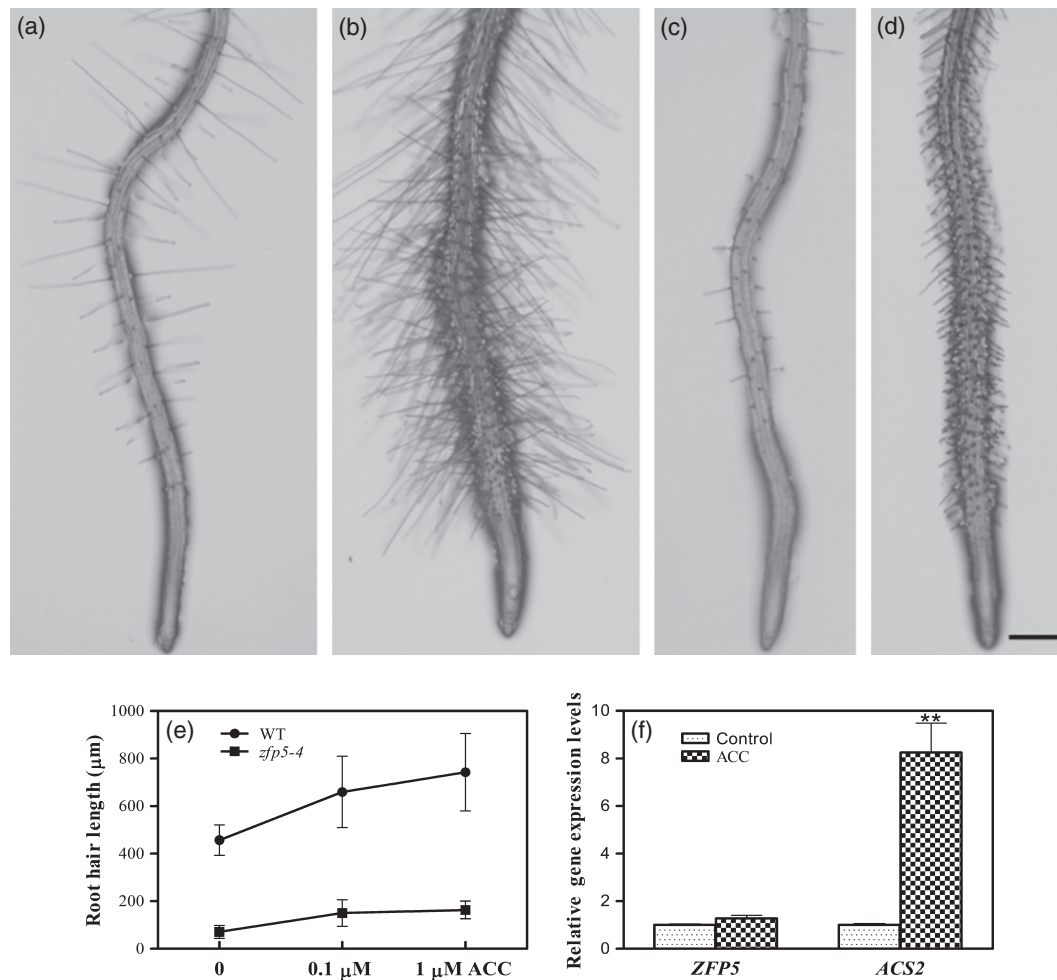 (a)
(b)
(c)
(d)
(e)
WT
zfp5-4
Root hair length (μm)
1000
800
600
400
200
0
0
0.1 μM
1 μM ACC
(f)
Control
ACC
**
Relative gene expression levels
10
8
6
4
2
0
ZFP5
ACS2